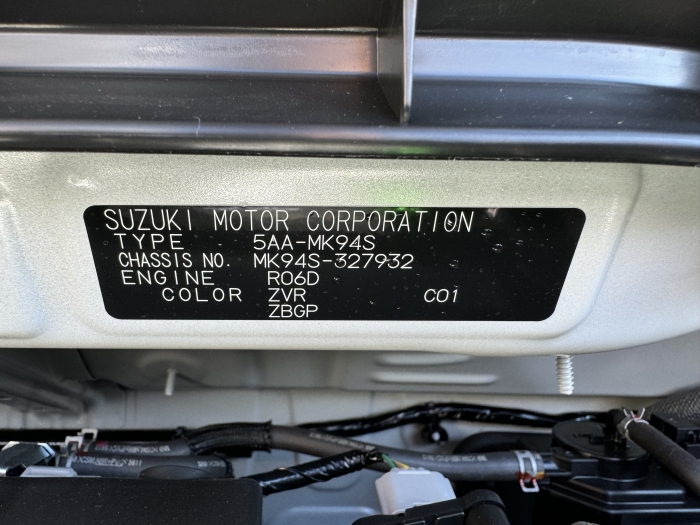 SUZUKI MOTOR CORPORATION
TYPE 5AA-MK94S
CHASSIS NO. MK94S-327932
ENGINE R06D
COLOR ZVR C01
ZBGP